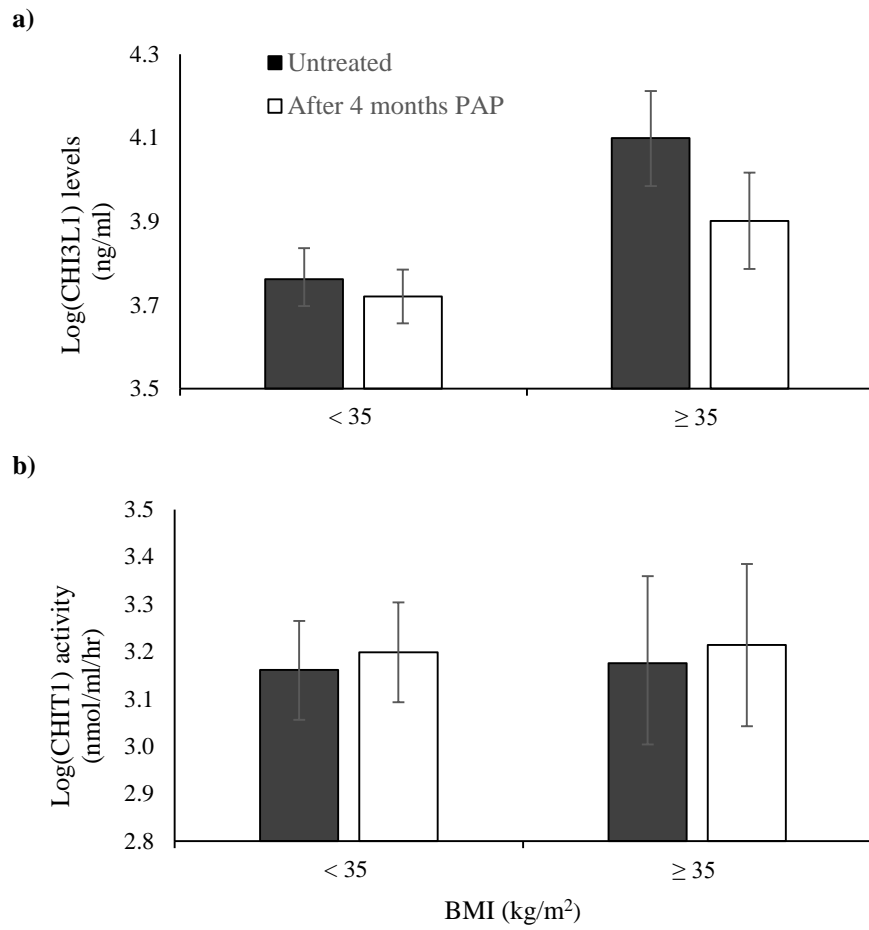 a)
Untreated
After 4 months PAP
Log(CHI3L1) levels
(ng/ml)
4.3
4.1
3.9
3.7
3.5
< 35
≥ 35
b)
Log(CHIT1) activity
(nmol/ml/hr)
3.5
3.4
3.3
3.2
3.1
3.0
2.9
2.8
< 35
≥ 35
BMI (kg/m²)